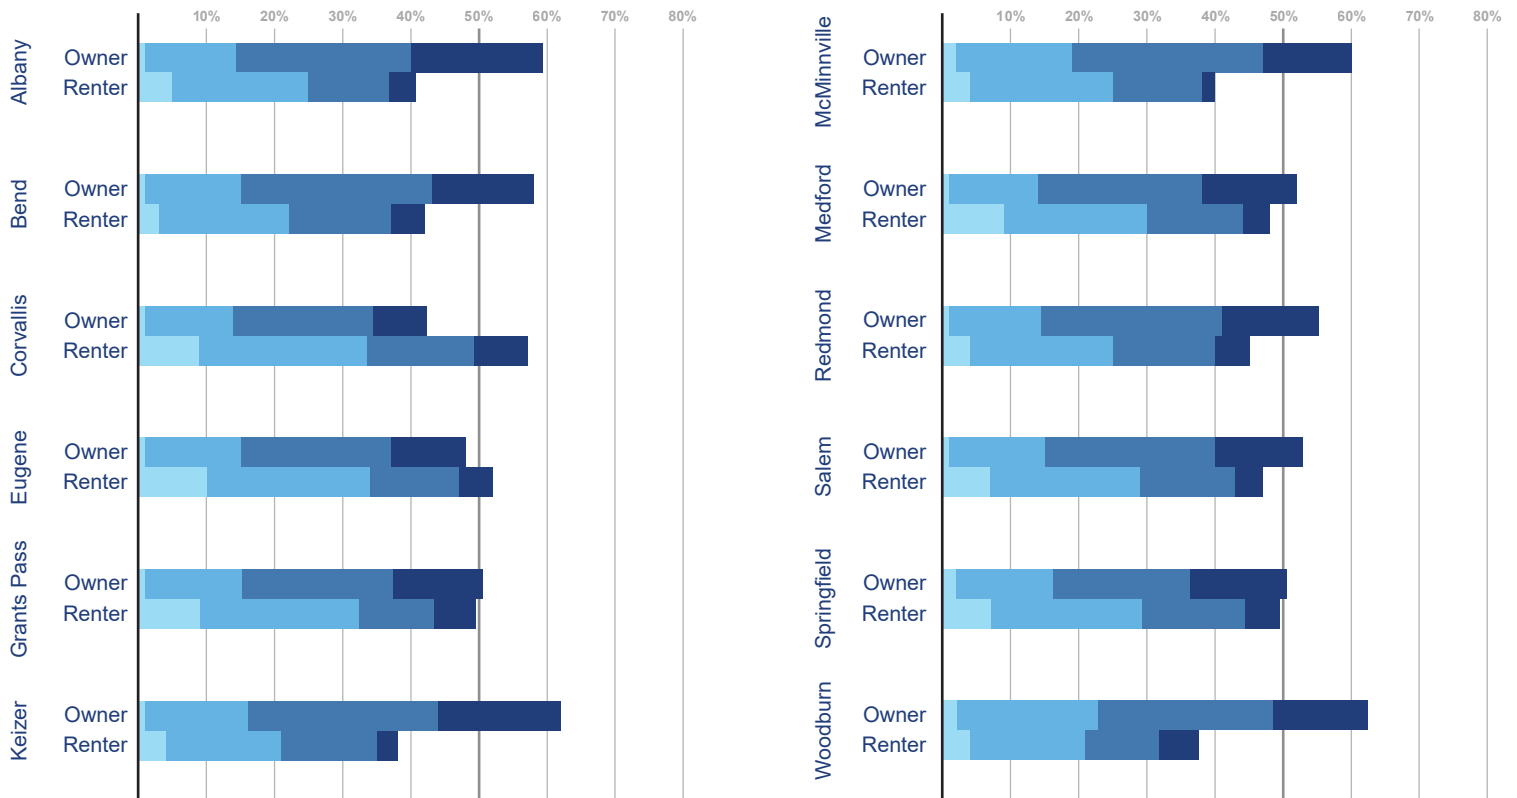 10% 20% 30% 40% 50% 60% 70% 80%
Albany
Owner
Renter
Bend
Owner
Renter
Corvallis
Owner
Renter
Eugene
Owner
Renter
Grants Pass
Owner
Renter
Keizer
Owner
Renter
10% 20% 30% 40% 50% 60% 70% 80%
McMinnville
Owner
Renter
Medford
Owner
Renter
Redmond
Owner
Renter
Salem
Owner
Renter
Springfield
Owner
Renter
Woodburn
Owner
Renter